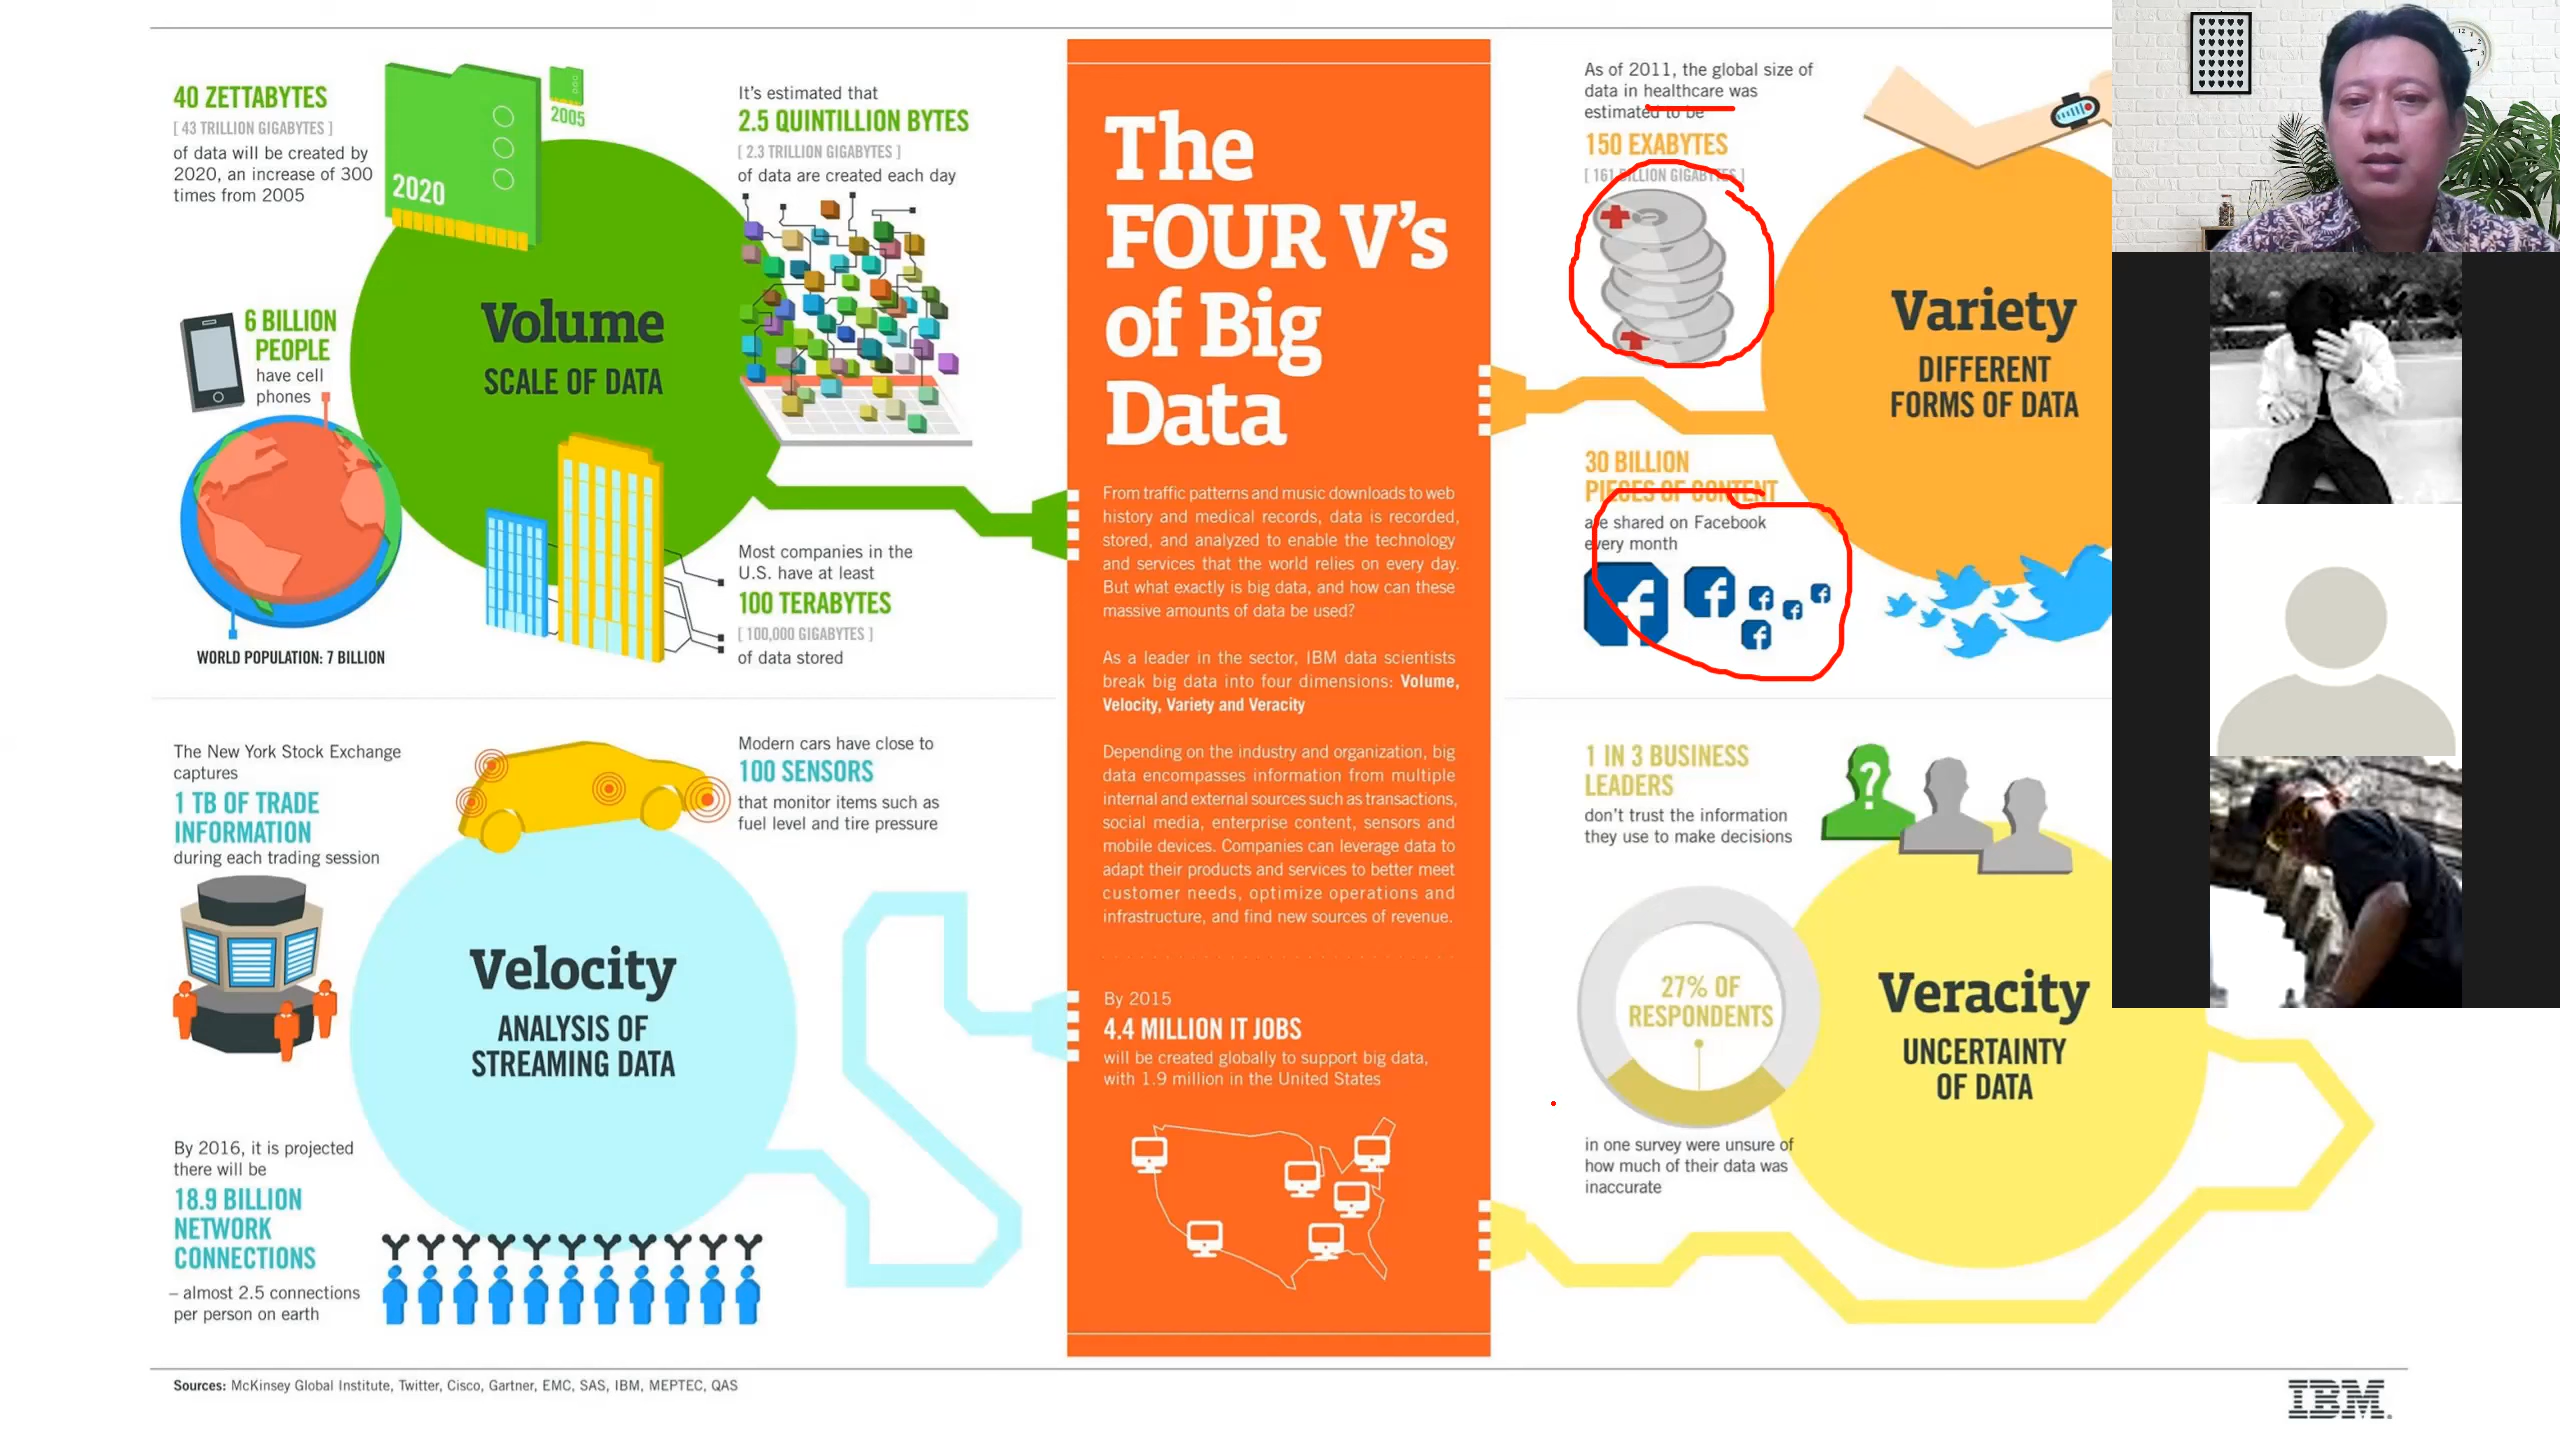 40 ZETTABYTES
[ 43 TRILLION GIGABYTES ]
of data will be created by
2020, an increase of 300
times from 2005
2020
2005
It's estimated that
2.5 QUINTILLION BYTES
[ 2.3 TRILLION GIGABYTES ]
of data are created each day
6 BILLION
PEOPLE
have cell
phones
WORLD POPULATION: 7 BILLION
Volume
SCALE OF DATA
Most companies in the
U.S. have at least
100 TERABYTES
[ 100,000 GIGABYTES ]
of data stored
The New York Stock Exchange
captures
1 TB OF TRADE
INFORMATION
during each trading session
Modern cars have close to
100 SENSORS
that monitor items such as
fuel level and tire pressure
Velocity
ANALYSIS OF
STREAMING DATA
By 2016, it is projected
there will be
18.9 BILLION
NETWORK
CONNECTIONS
– almost 2.5 connections
per person on earth
The
FOUR V's
of Big
Data
From traffic patterns and music downloads to web
history and medical records, data is recorded,
stored, and analyzed to enable the technology
and services that the world relies on every day.
But what exactly is big data, and how can these
massive amounts of data be used?
As a leader in the sector, IBM data scientists
break big data into four dimensions: Volume,
Velocity, Variety and Veracity
Depending on the industry and organization, big
data encompasses information from multiple
internal and external sources such as transactions,
social media, enterprise content, sensors and
mobile devices. Companies can leverage data to
adapt their products and services to better meet
customer needs, optimize operations and
infrastructure, and find new sources of revenue.
By 2015
4.4 MILLION IT JOBS
will be created globally to support big data,
with 1.9 million in the United States
As of 2011, the global size of
data in healthcare was
estimated to be
150 EXABYTES
[ 161 BILLION GIGABYTES ]
Variety
DIFFERENT
FORMS OF DATA
30 BILLION
PIECES OF CONTENT
are shared on Facebook
every month
1 IN 3 BUSINESS
LEADERS
don't trust the information
they use to make decisions
?
27% OF
RESPONDENTS
in one survey were unsure of
how much of their data was
inaccurate
Veracity
UNCERTAINTY
OF DATA
Sources: McKinsey Global Institute, Twitter, Cisco, Gartner, EMC, SAS, IBM, MEPTEC, QAS
IBM.